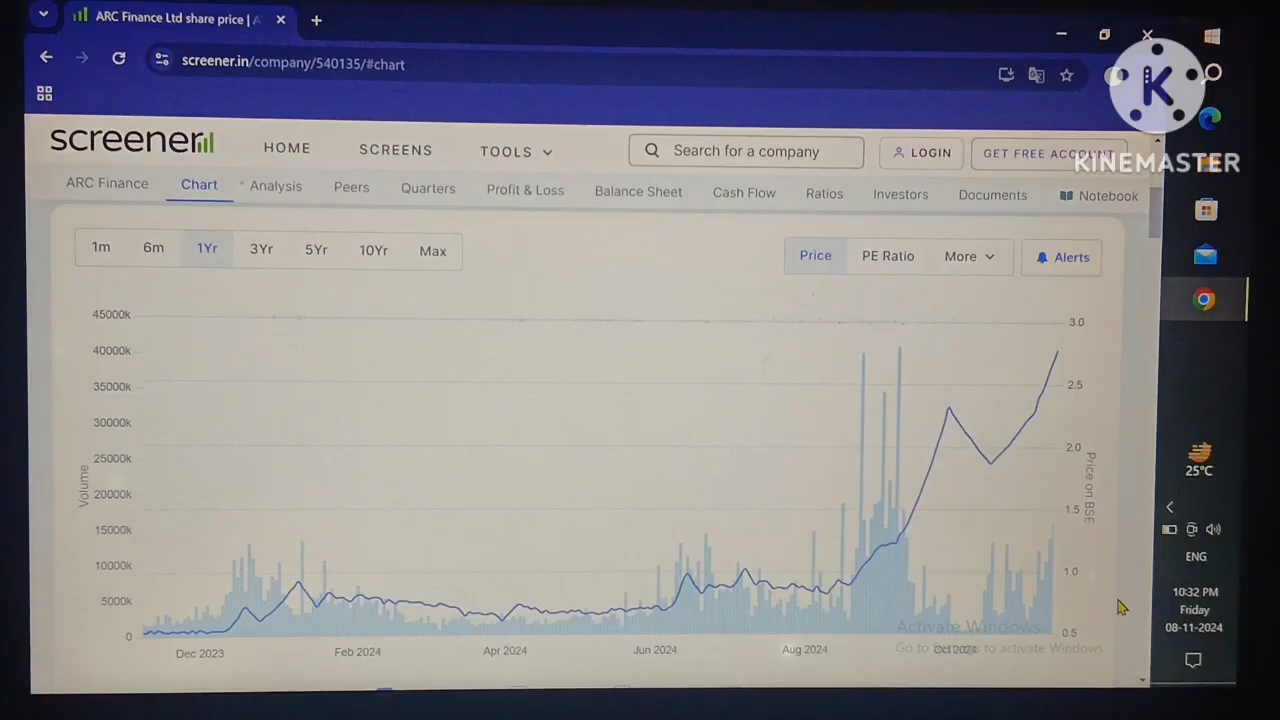 ARC Finance Ltd share price | A
screener.in/company/540135/#chart
screener
HOME
SCREENS
TOOLS
Search for a company
LOGIN
GET FREE ACCOUNT
K
KINEMASTER
ARC Finance
Chart
Analysis
Peers
Quarters
Profit & Loss
Balance Sheet
Cash Flow
Ratios
Investors
Documents
Notebook
1m
6m
1Yr
3Yr
5Yr
10Yr
Max
Price
PE Ratio
More
Alerts
45000k
40000k
35000k
30000k
25000k
20000k
15000k
10000k
5000k
0
Volume
3.0
2.5
2.0
1.5
1.0
0.5
Price on BSE
Dec 2023
Feb 2024
Apr 2024
Jun 2024
Aug 2024
Oct 2024
Activate Windows
Go to Settings to activate Windows.
25°C
ENG
10:32 PM
Friday
08-11-2024